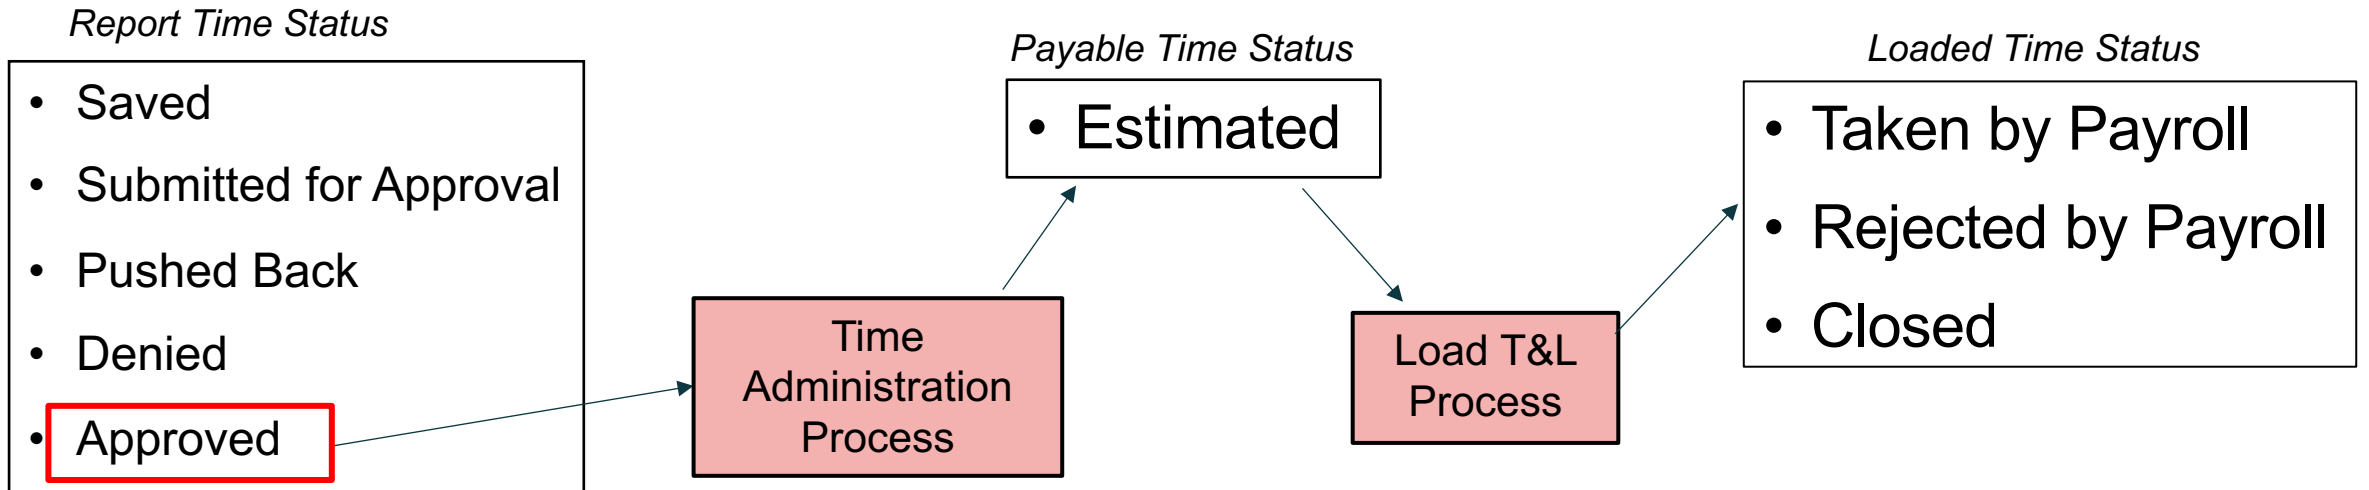 Report Time Status
• Saved
• Submitted for Approval
• Pushed Back
• Denied
• Approved
Time
Administration
Process
Payable Time Status
• Estimated
Load T&L
Process
Loaded Time Status
• Taken by Payroll
• Rejected by Payroll
• Closed